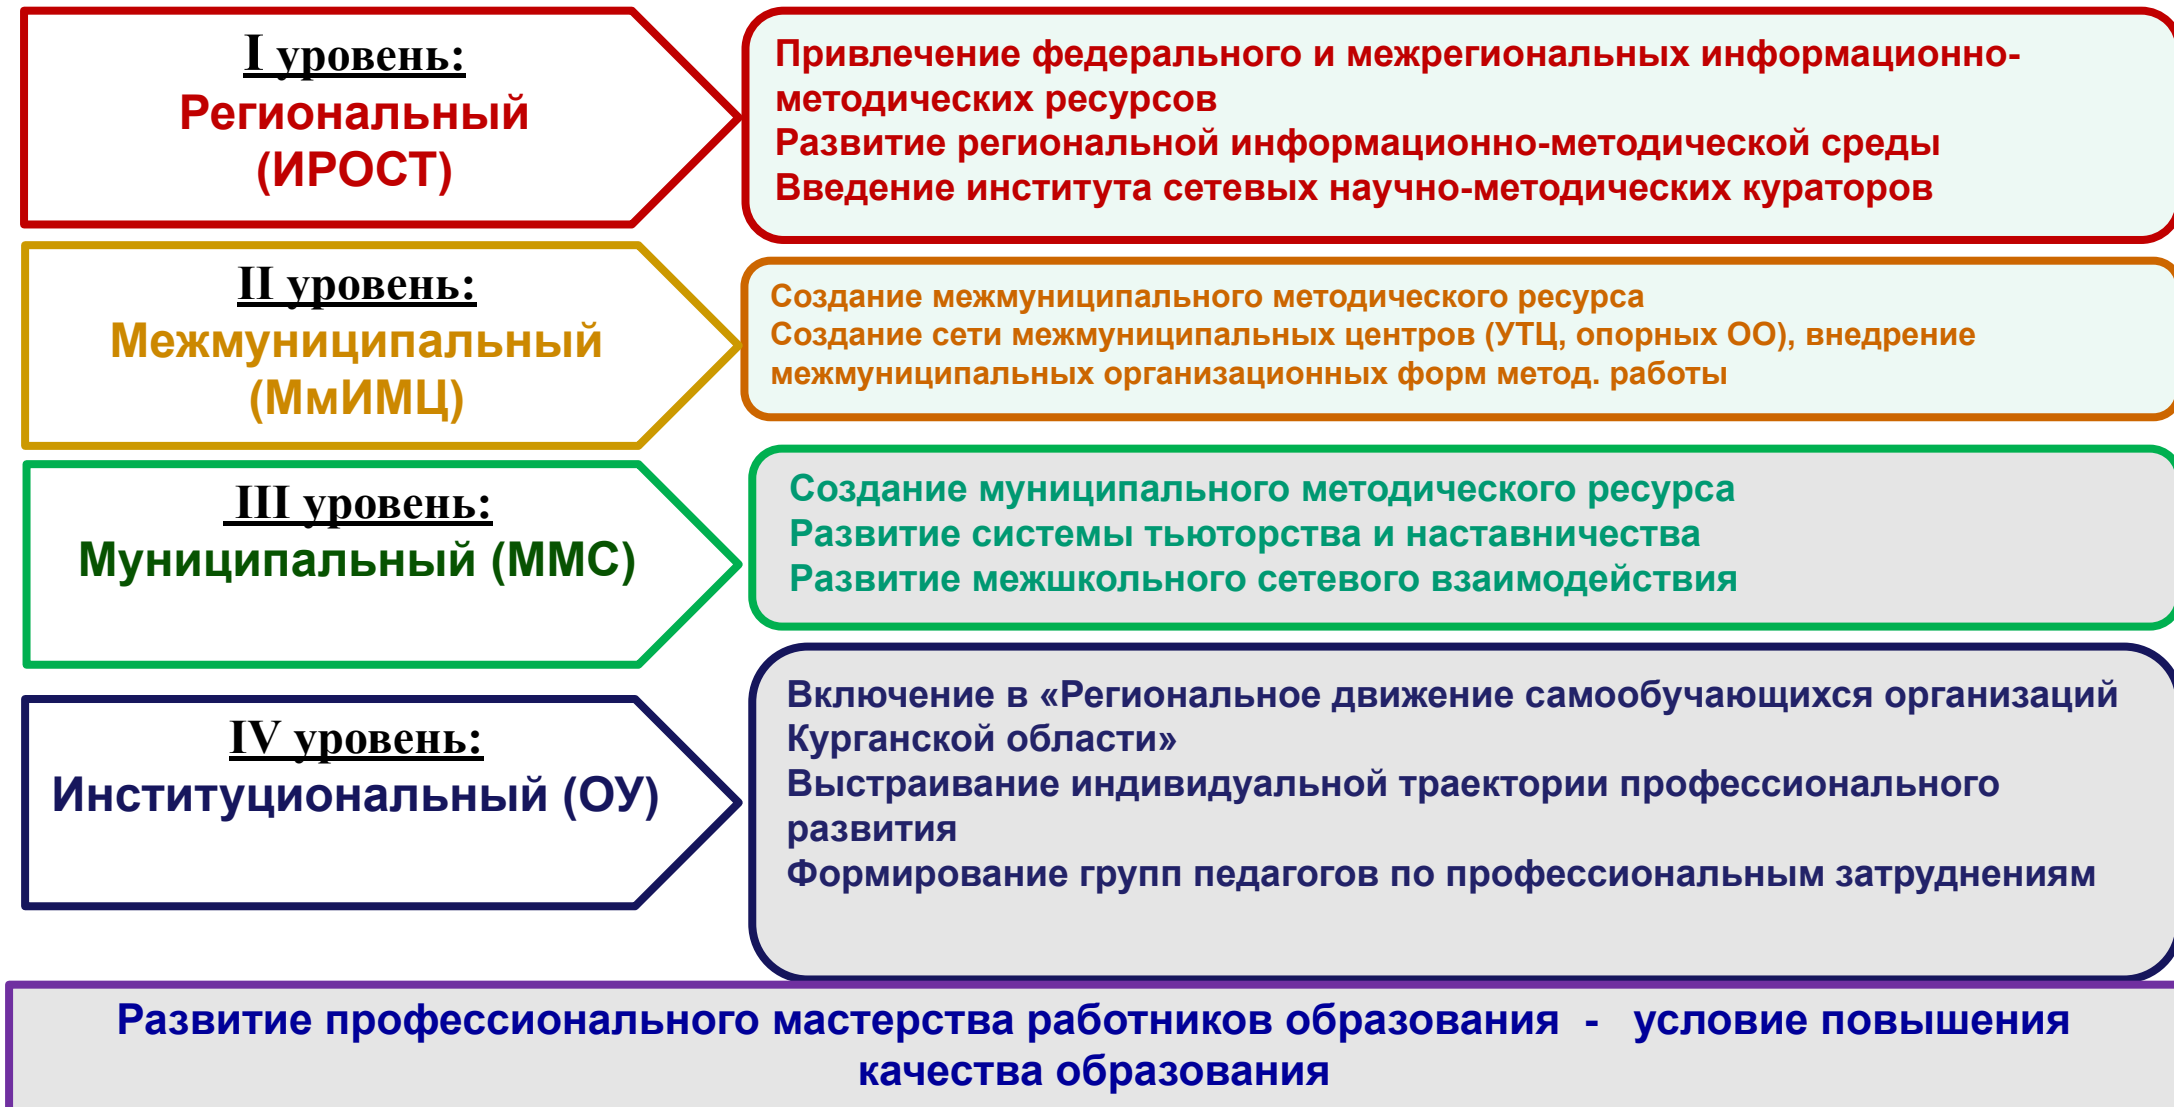 I уровень:
Региональный
(ИРОСТ)
Привлечение федерального и межрегиональных информационно-
методических ресурсов
Развитие региональной информационно-методической среды
Введение института сетевых научно-методических кураторов
II уровень:
Межмуниципальный
(МмИМЦ)
Создание межмуниципального методического ресурса
Создание сети межмуниципальных центров (УТЦ, опорных ОО), внедрение
межмуниципальных организационных форм метод. работы
III уровень:
Муниципальный (ММС)
Создание муниципального методического ресурса
Развитие системы тьюторства и наставничества
Развитие межшкольного сетевого взаимодействия
IV уровень:
Институциональный (ОУ)
Включение в «Региональное движение самообучающихся организаций
Курганской области»
Выстраивание индивидуальной траектории профессионального
развития
Формирование групп педагогов по профессиональным затруднениям
Развитие профессионального мастерства работников образования - условие повышения
качества образования